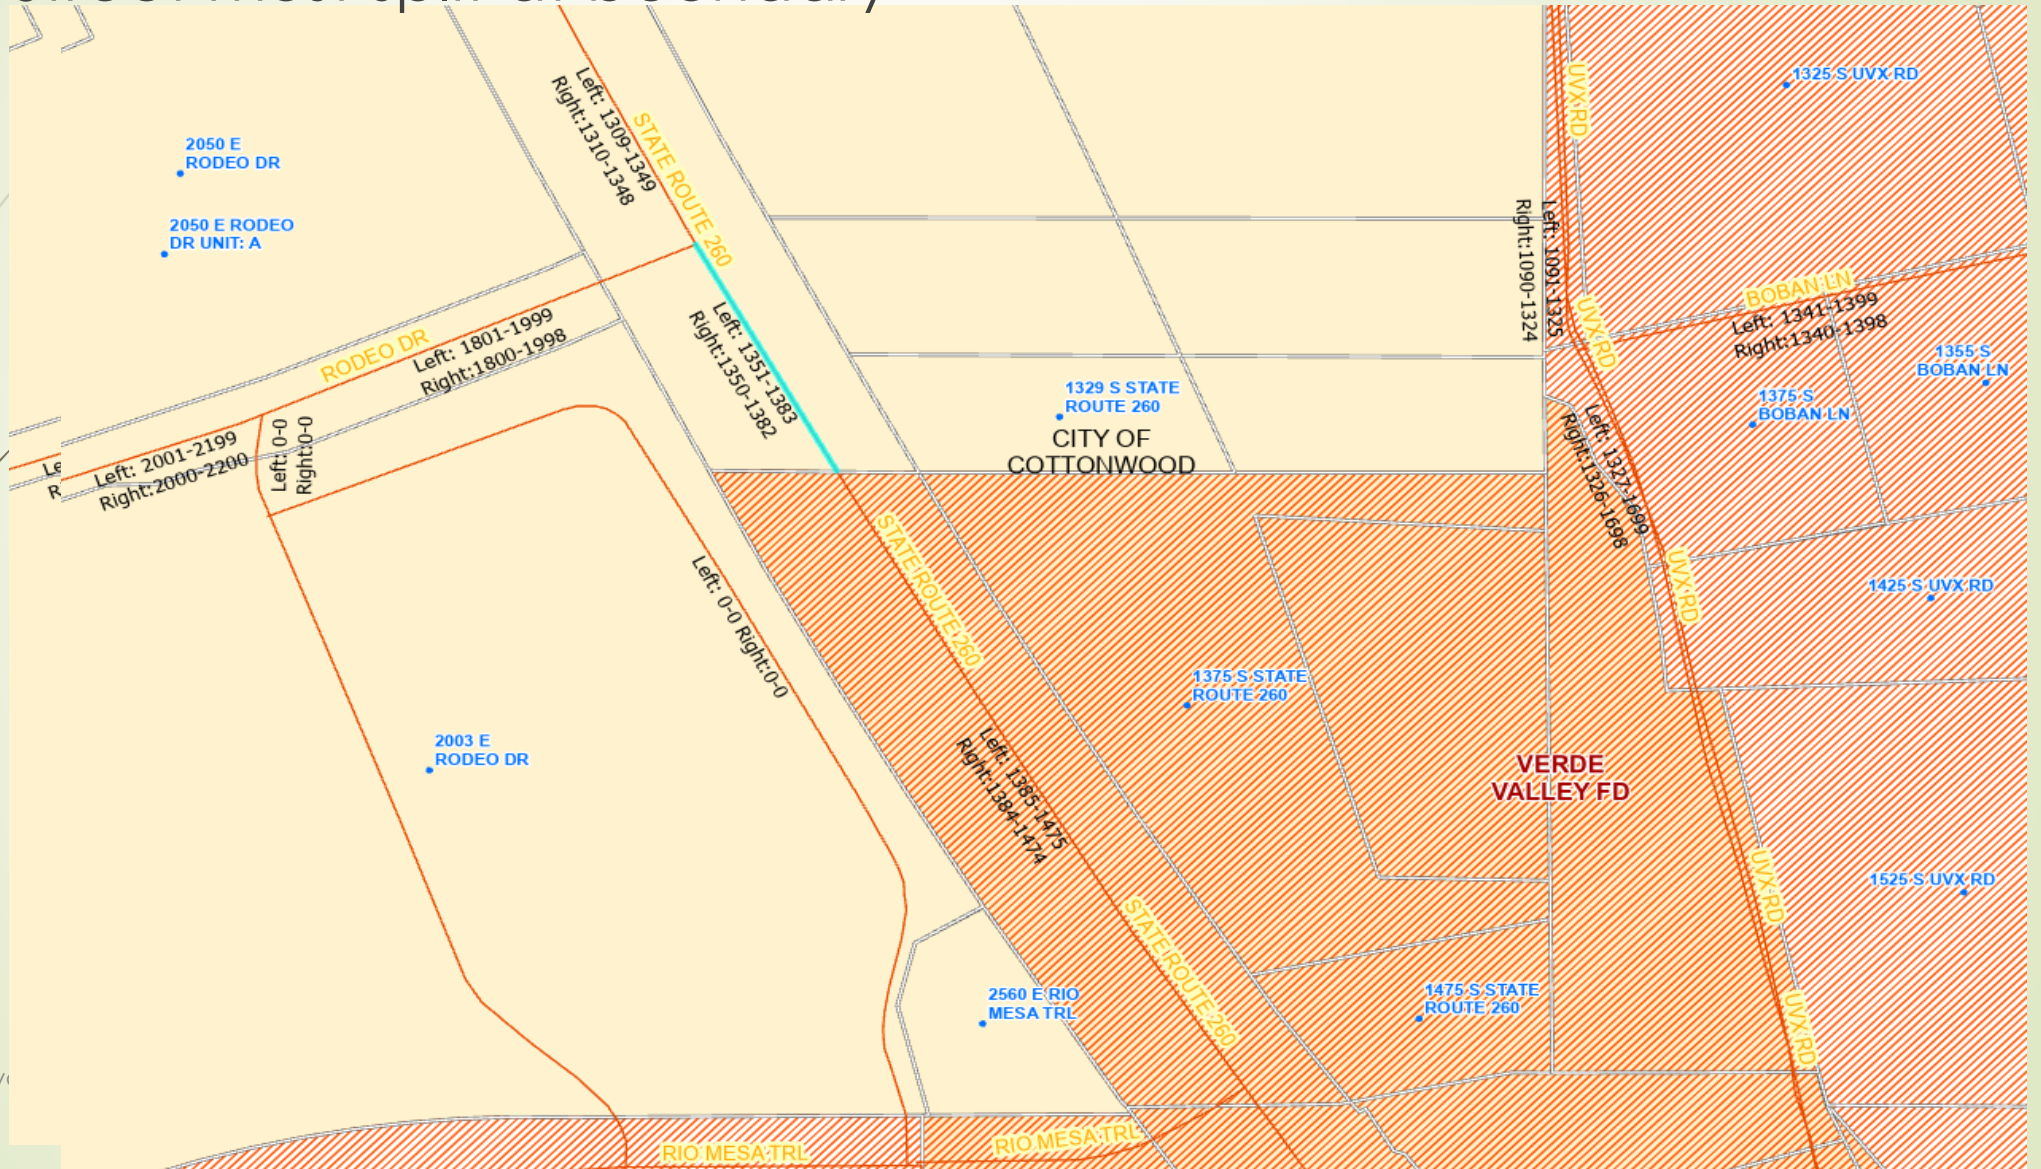 1325 S UVX RD
UVX RD
Left: 1309-1349
Right:1310-1348
STATE ROUTE 260
2050 E
RODEO DR
2050 E RODEO
DR UNIT: A
Left: 1091-1325
Right:1090-1324
BOBAN LN
Left: 1341-1399
Right:1340-1398
UVX RD
RODEO DR
Left: 1801-1999
Right:1800-1998
Left: 1351-1383
Right:1350-1382
1355 S
BOBAN LN
1329 S STATE
ROUTE 260
1375 S
BOBAN LN
CITY OF
COTTONWOOD
Left: 2001-2199
Right:2000-2200
Left: 0-0
Right:0-0
Le
R
Left: 1327-1699
Right:1326-1698
STATE ROUTE 260
UVX RD
1425 S UVX RD
Left: 0-0 Right:0-0
1375 S STATE
ROUTE 260
2003 E
RODEO DR
Left: 1385-1475
Right:1384-1474
VERDE
VALLEY FD
UVX RD
1525 S UVX RD
STATE ROUTE 260
2560 E RIO
MESA TRL
1475 S STATE
ROUTE 260
UVX RD
RIO MESA TRL
RIO MESA TRL